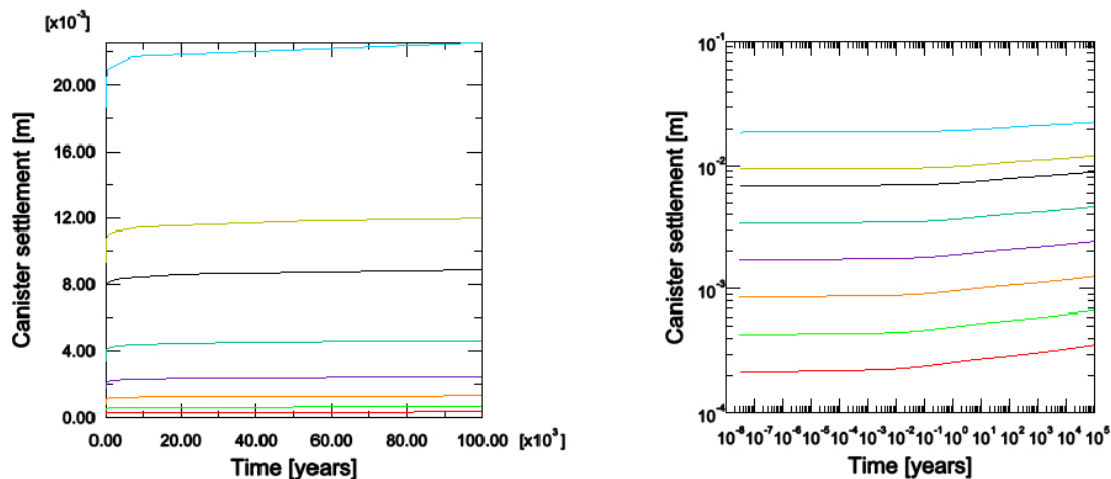 [x10⁻³]
20.00
16.00
12.00
8.00
4.00
0.00
Canister settlement [m]
0.00 20.00 40.00 60.00 80.00 100.00 [x10³]
Time [years]
10⁻¹
10⁻²
10⁻³
10⁻⁴
Canister settlement [m]
10⁻⁸ 10⁻⁷ 10⁻⁶ 10⁻⁵ 10⁻⁴ 10⁻³ 10⁻² 10⁻¹ 10⁰ 10¹ 10² 10³ 10⁴ 10⁵
Time [years]